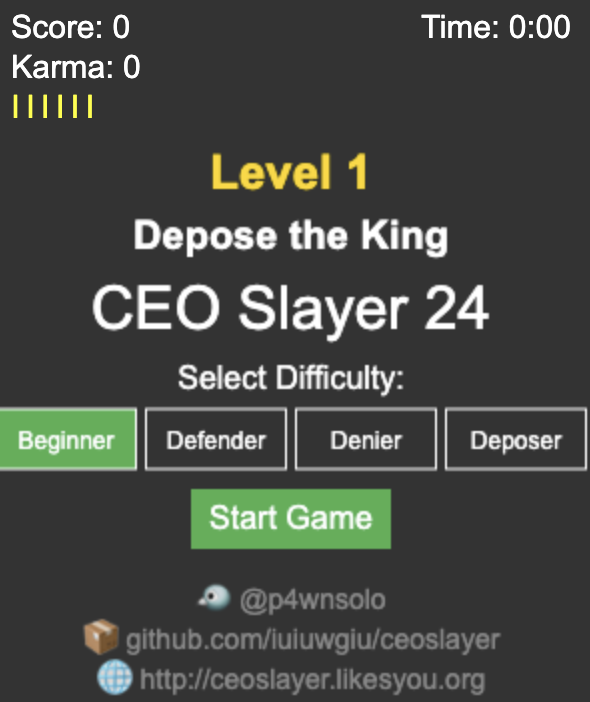 Score: 0 Time: 0:00
Karma: 0
Level 1
Depose the King
CEO Slayer 24
Select Difficulty:
Beginner Defender Denier Deposer
Start Game
@p4wnsolo
github.com/iuiuwgiu/ceoslayer
http://ceoslayer.likesyou.org